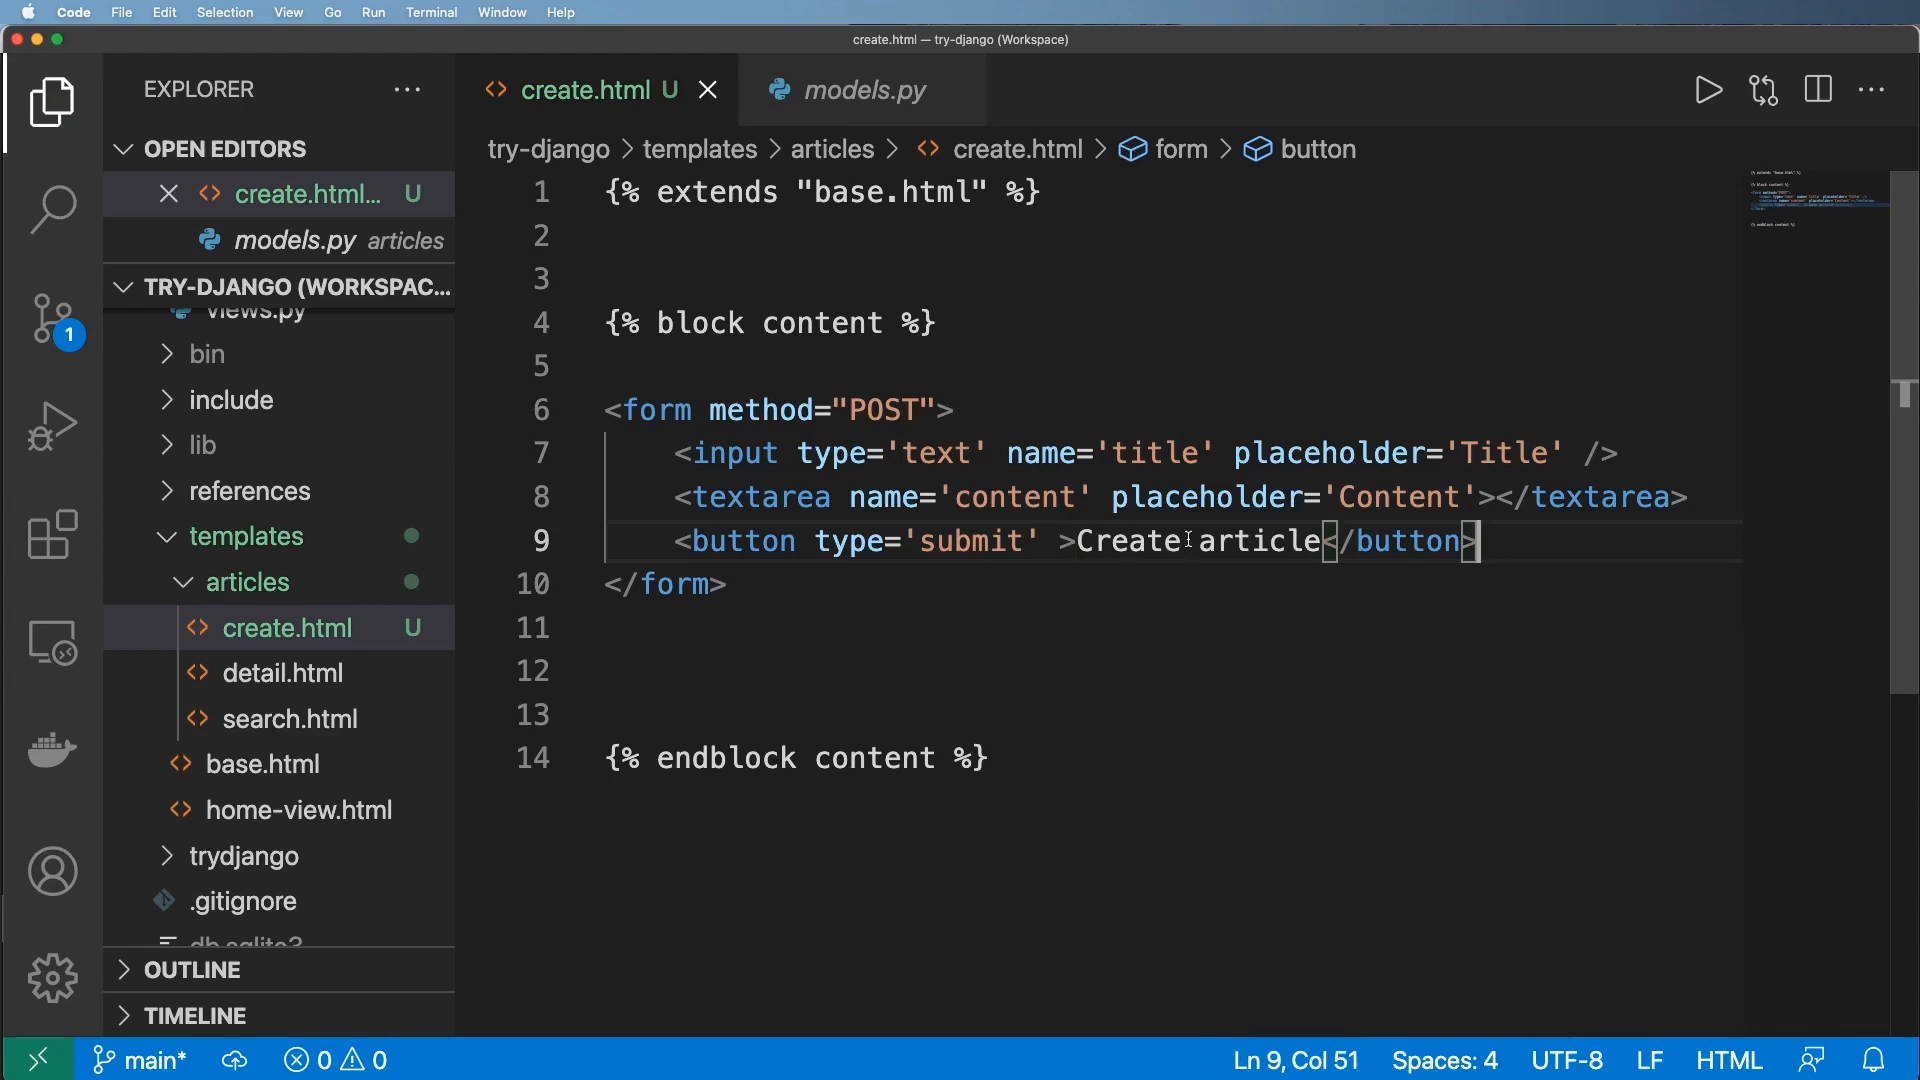 Code File Edit Selection View Go Run Terminal Window Help
create.html — try-django (Workspace)
EXPLORER ···
create.html U
models.py
OPEN EDITORS
create.html... U
models.py articles
TRY-DJANGO (WORKSPAC...
views.py
bin
include
lib
references
templates
articles
create.html U
detail.html
search.html
base.html
home-view.html
trydjango
.gitignore
db.sqlite3
OUTLINE
TIMELINE
1
try-django > templates > articles > create.html > form > button
1 {% extends "base.html" %}
2
3
4 {% block content %}
5
6 <form method="POST">
7 <input type='text' name='title' placeholder='Title' />
8 <textarea name='content' placeholder='Content'></textarea>
9 <button type='submit' >Create article</button>
10 </form>
11
12
13
14 {% endblock content %}
main* 0 0 Ln 9, Col 51 Spaces: 4 UTF-8 LF HTML